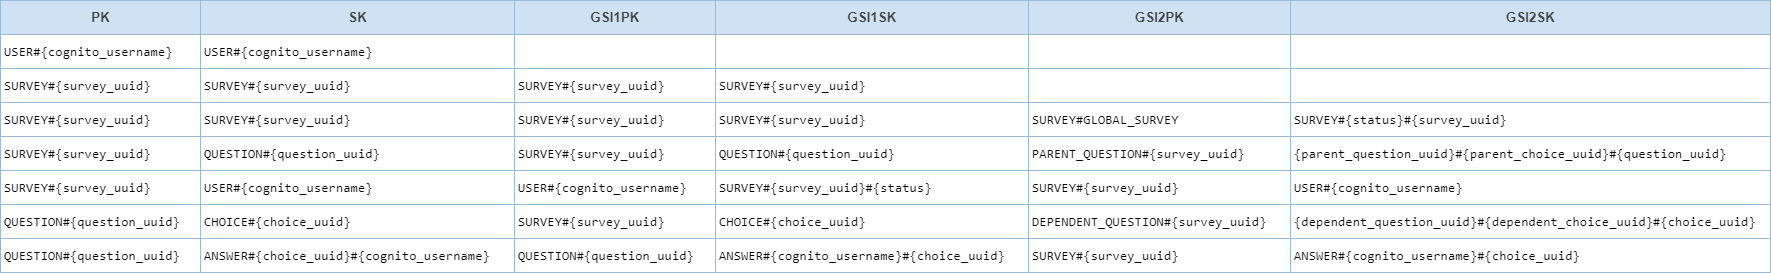 PK SK GSI1PK GSI1SK GSI2PK GSI2SK
USER#{cognito_username} USER#{cognito_username}
SURVEY#{survey_uuid} SURVEY#{survey_uuid} SURVEY#{survey_uuid} SURVEY#{survey_uuid}
SURVEY#{survey_uuid} SURVEY#{survey_uuid} SURVEY#{survey_uuid} SURVEY#{survey_uuid} SURVEY#GLOBAL_SURVEY SURVEY#{status}#{survey_uuid}
SURVEY#{survey_uuid} QUESTION#{question_uuid} SURVEY#{survey_uuid} QUESTION#{question_uuid} PARENT_QUESTION#{survey_uuid} {parent_question_uuid}#{parent_choice_uuid}#{question_uuid}
SURVEY#{survey_uuid} USER#{cognito_username} USER#{cognito_username} SURVEY#{survey_uuid}#{status} SURVEY#{survey_uuid} USER#{cognito_username}
QUESTION#{question_uuid} CHOICE#{choice_uuid} SURVEY#{survey_uuid} CHOICE#{choice_uuid} DEPENDENT_QUESTION#{survey_uuid} {dependent_question_uuid}#{dependent_choice_uuid}#{choice_uuid}
QUESTION#{question_uuid} ANSWER#{choice_uuid}#{cognito_username} QUESTION#{question_uuid} ANSWER#{cognito_username}#{choice_uuid} SURVEY#{survey_uuid} ANSWER#{cognito_username}#{choice_uuid}